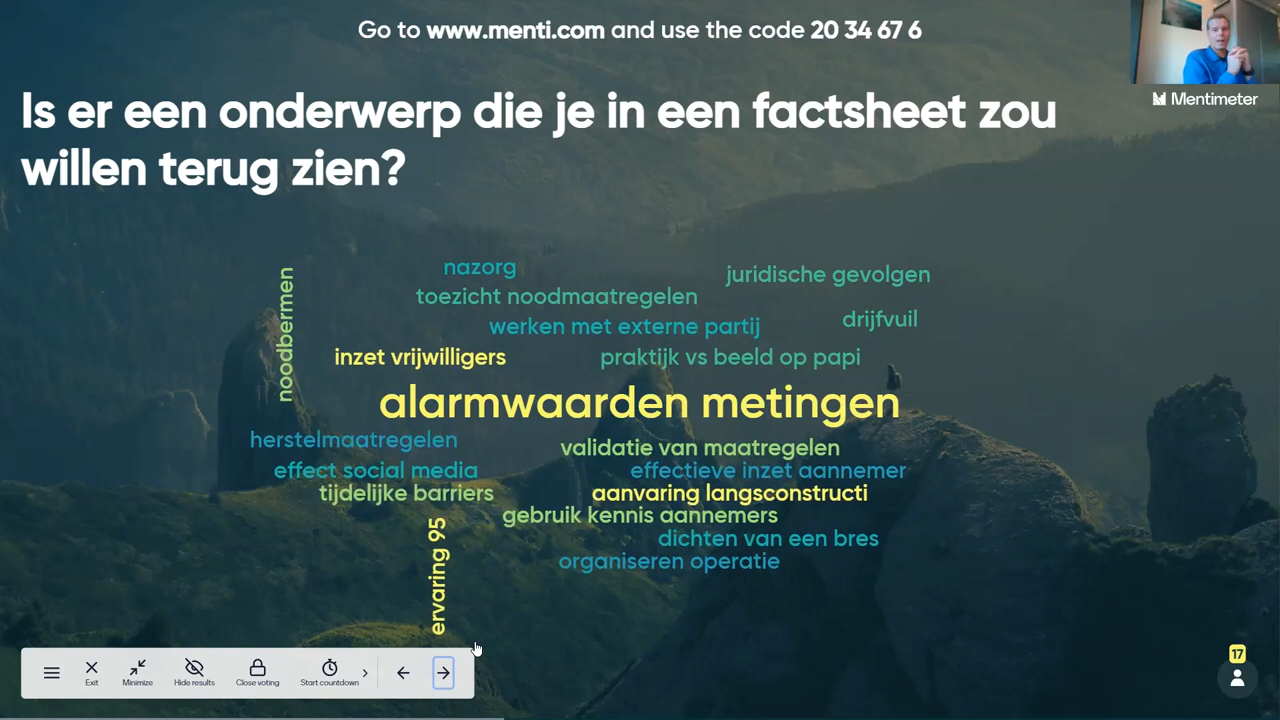 Go to www.menti.com and use the code 20 34 67 6
Mentimeter
Is er een onderwerp die je in een factsheet zou
willen terug zien?
noodbermen
nazorg
juridische gevolgen
toezicht noodmaatregelen
werken met externe partij
drijfvuil
inzet vrijwilligers
praktijk vs beeld op papi
alarmwaarden metingen
herstelmaatregelen
validatie van maatregelen
effect social media
effectieve inzet aannemer
tijdelijke barriers
aanvaring langsconstructi
gebruik kennis aannemers
ervaring 95
dichten van een bres
organiseren operatie
17
Exit
Minimize
Hide results
Close voting
Start countdown